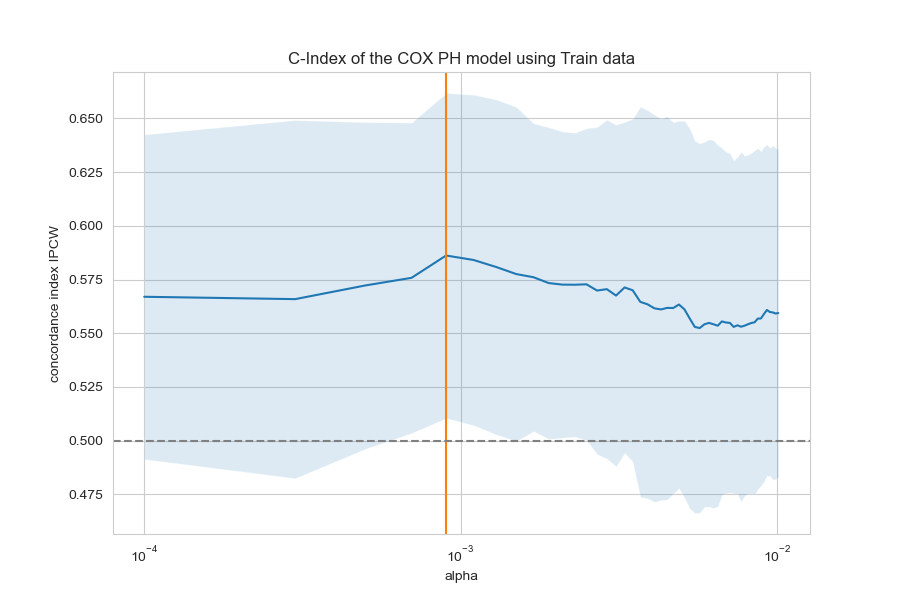 C-Index of the COX PH model using Train data
concordance index IPCW
0.650
0.625
0.600
0.575
0.550
0.525
0.500
0.475
10⁻⁴ 10⁻³ 10⁻²
alpha